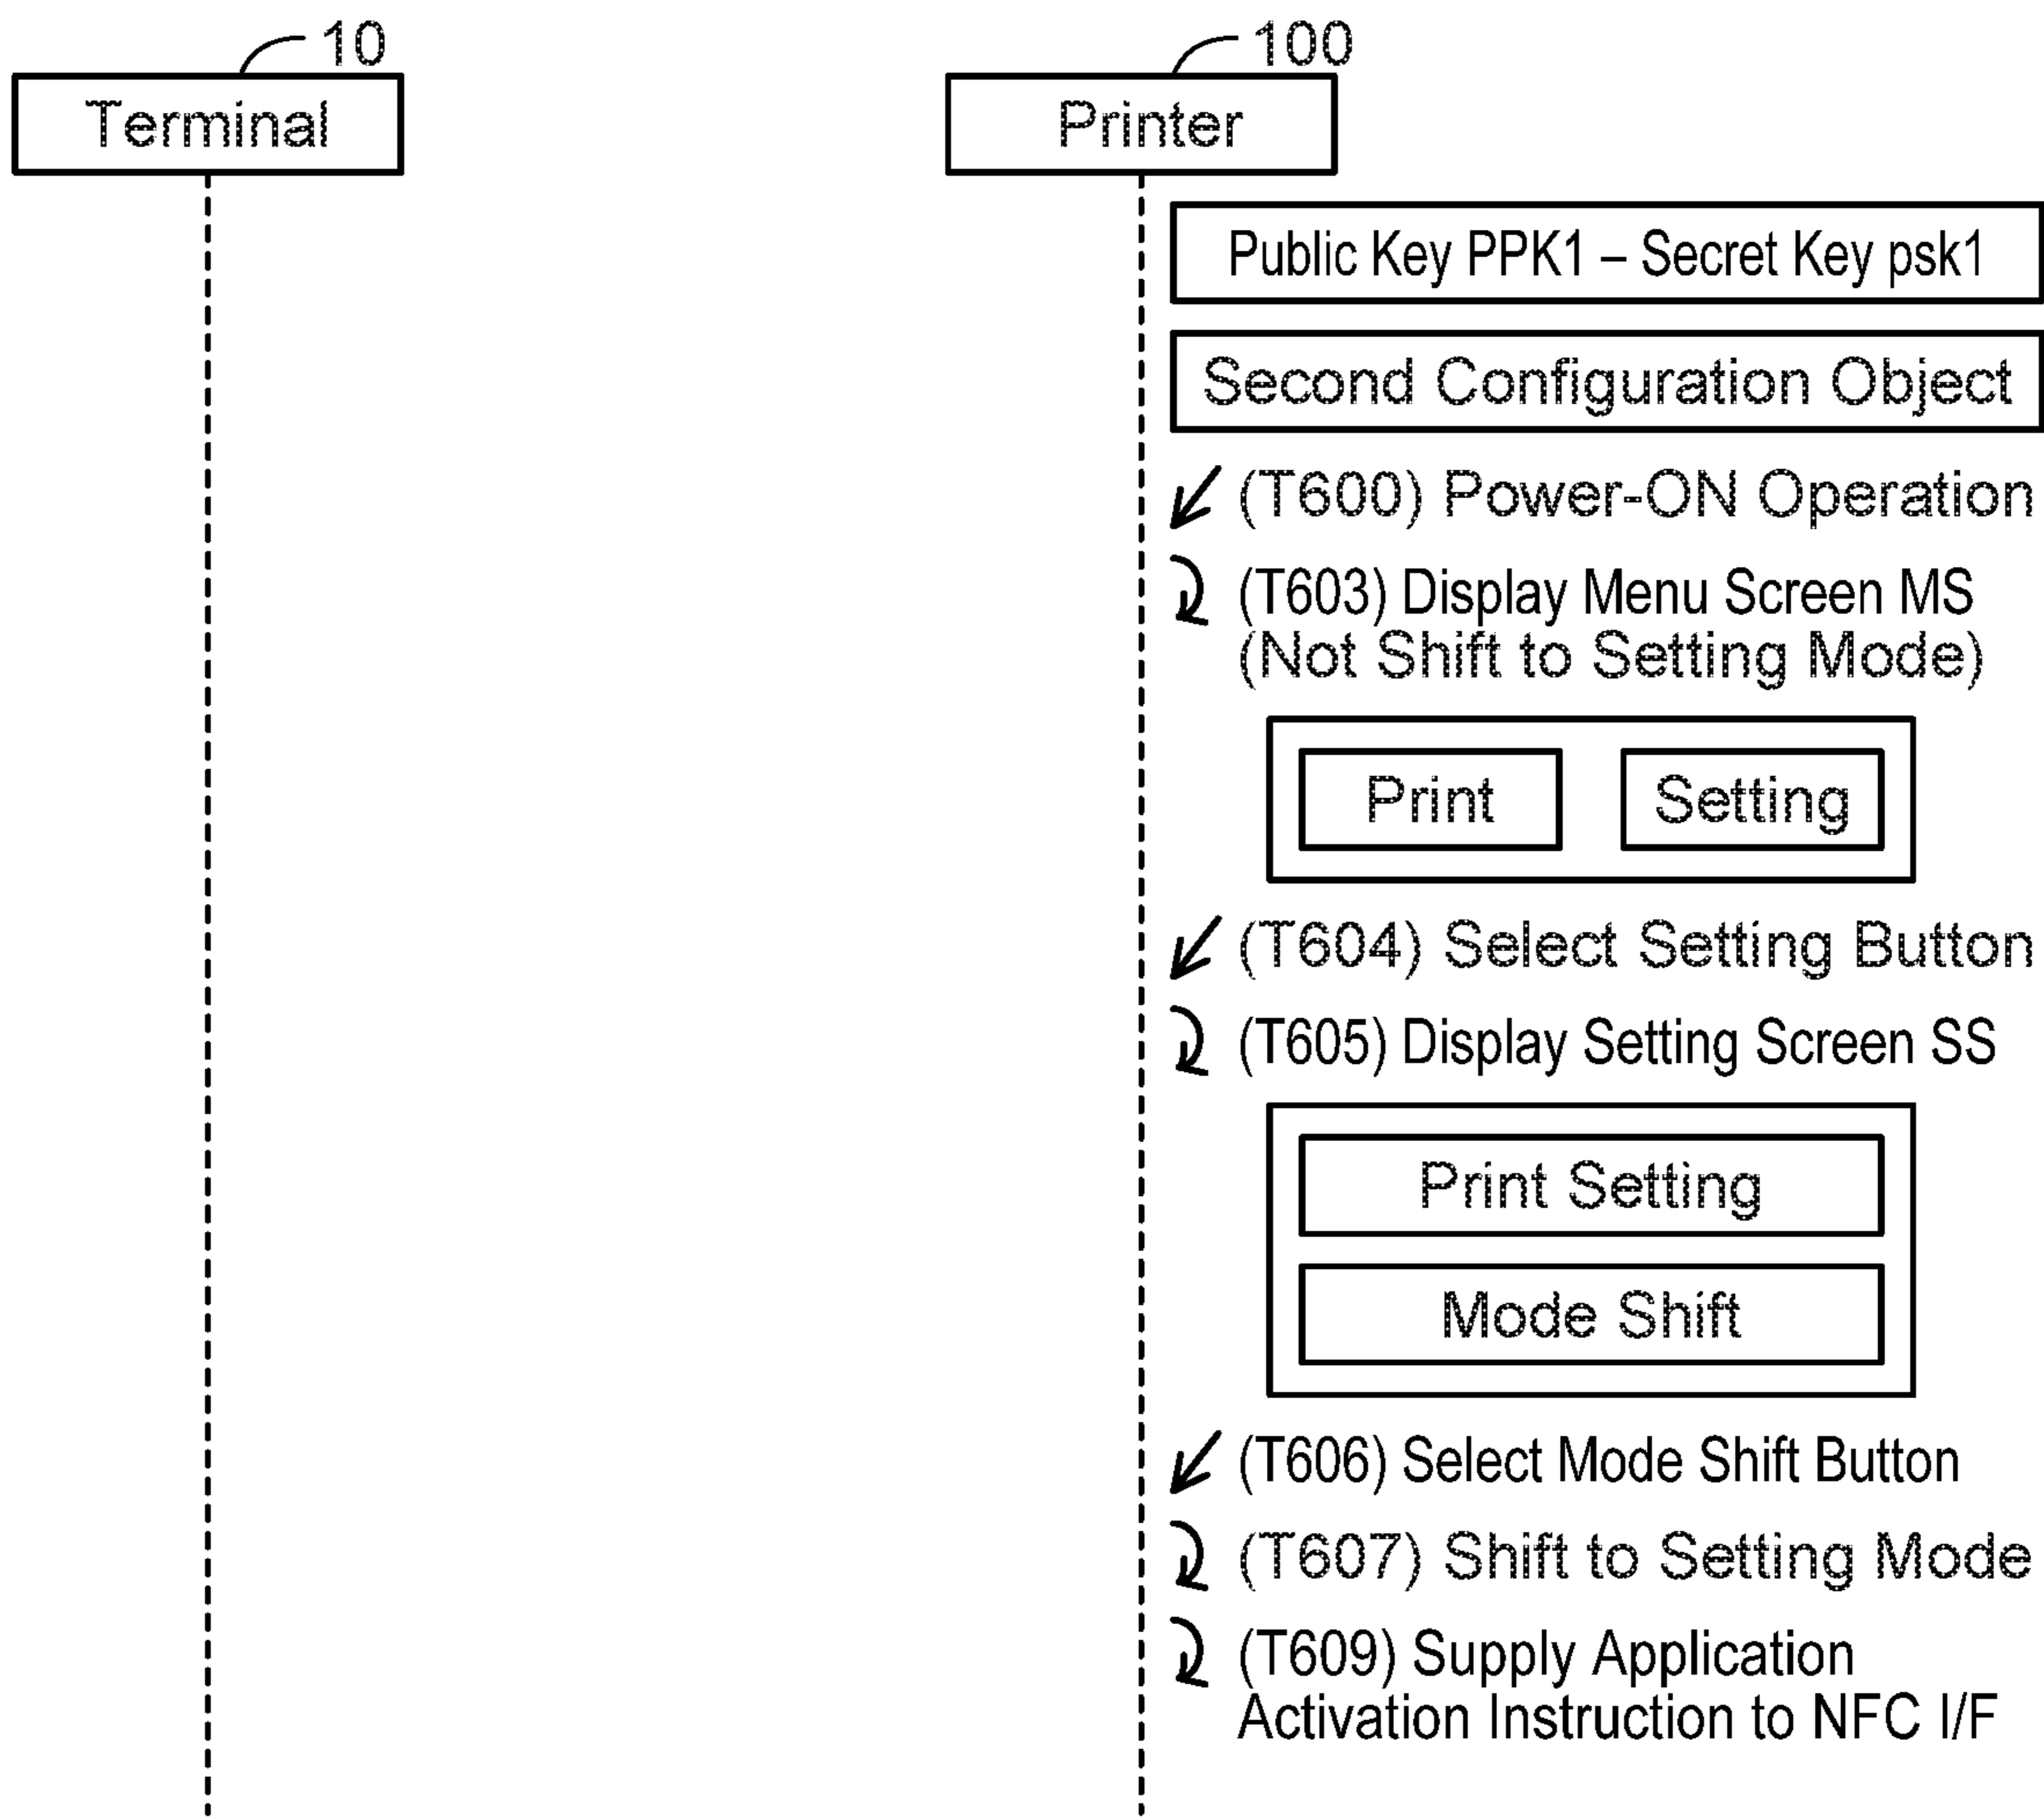 10
100
Terminal
Printer
Public Key PPK1 – Secret Key psk1
Second Configuration Object
(T600) Power-ON Operation
(T603) Display Menu Screen MS
(Not Shift to Setting Mode)
Print
Setting
(T604) Select Setting Button
(T605) Display Setting Screen SS
Print Setting
Mode Shift
(T606) Select Mode Shift Button
(T607) Shift to Setting Mode
(T609) Supply Application
Activation Instruction to NFC I/F